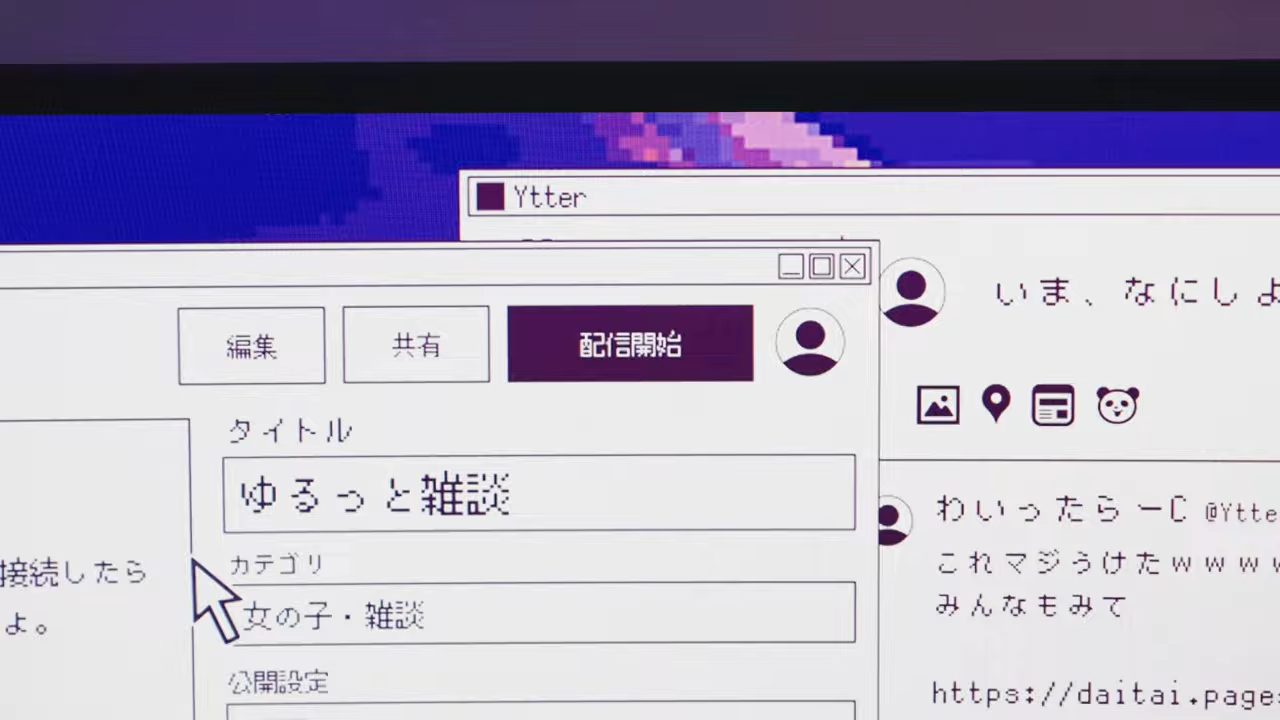 Ytter
編集
共有
配信開始
いま、なにしよ
タイトル
ゆるっと雑談
カテゴリ
女の子・雑談
公開設定
接続したら
よ。
わいったらーC @Ytte
これマジうけたｗｗｗｗ
みんなもみて
https://daitai.pages